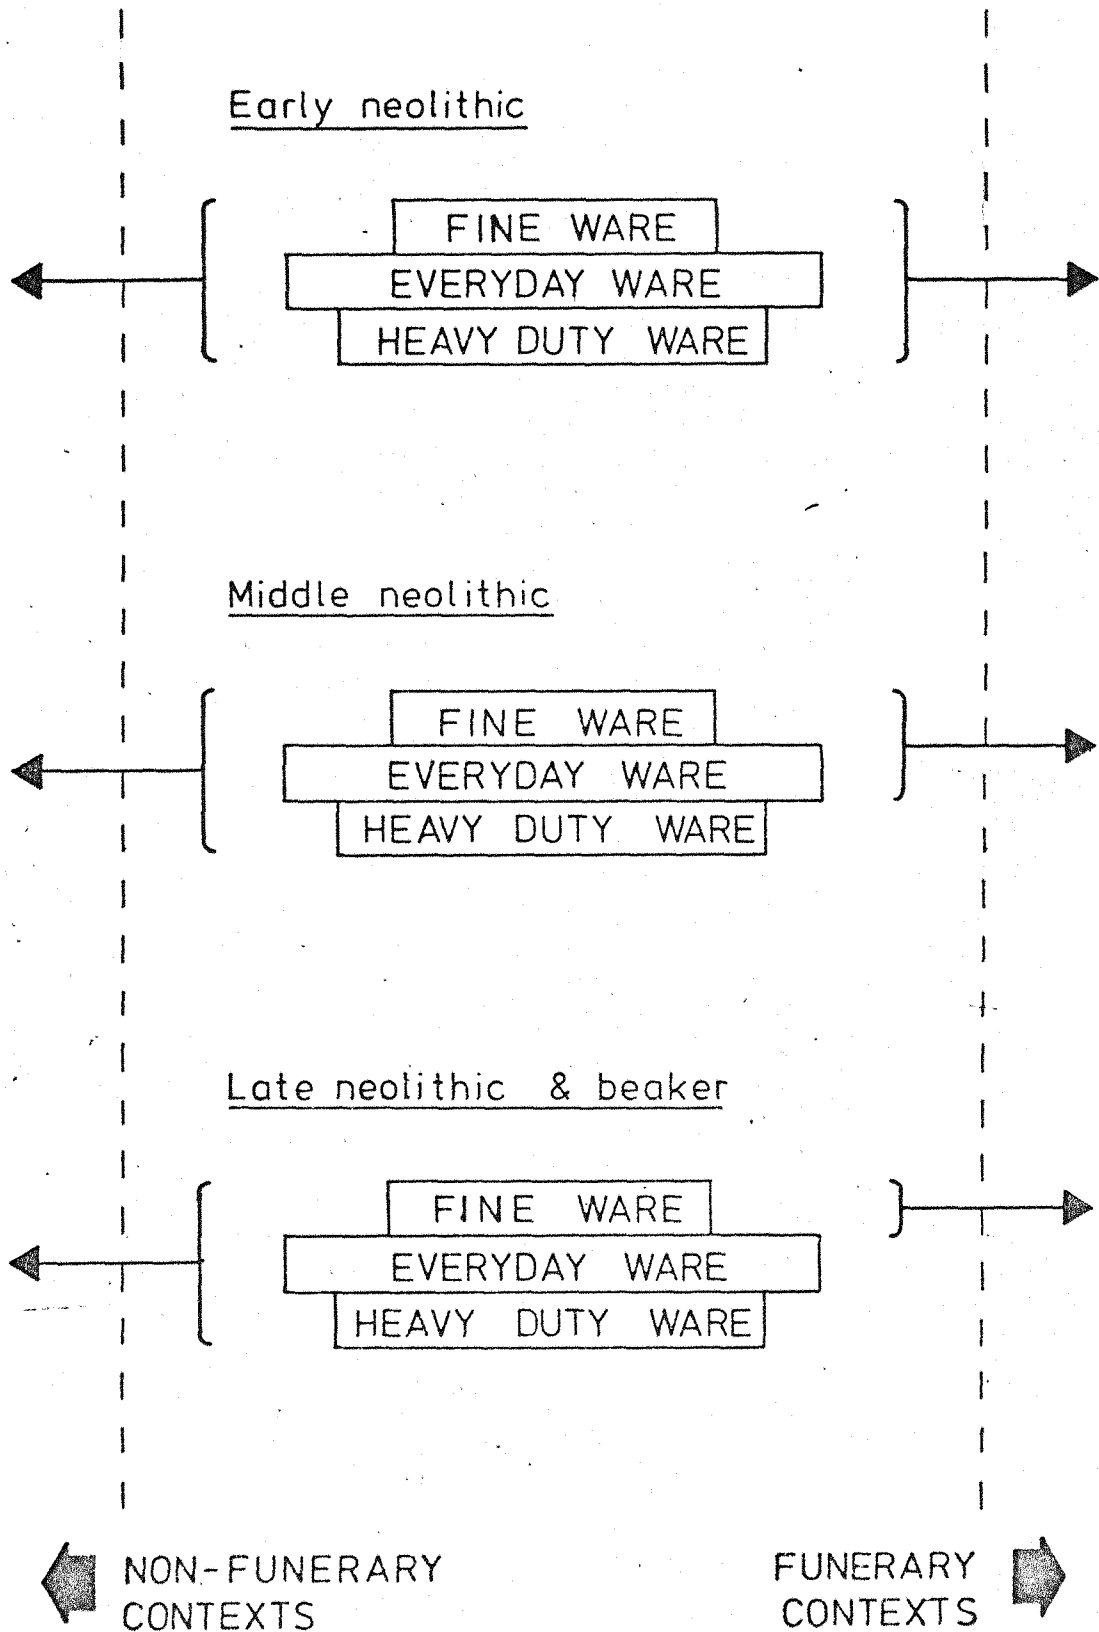 Early neolithic
FINE WARE
EVERYDAY WARE
HEAVY DUTY WARE
Middle neolithic
FINE WARE
EVERYDAY WARE
HEAVY DUTY WARE
Late neolithic & beaker
FINE WARE
EVERYDAY WARE
HEAVY DUTY WARE
NON-FUNERARY
CONTEXTS
FUNERARY
CONTEXTS